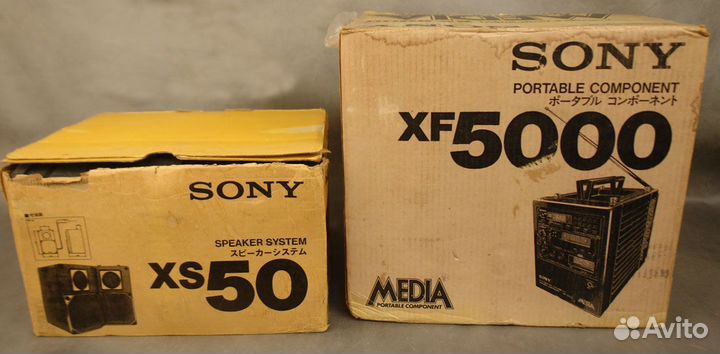 SONY
SPEAKER SYSTEM
スピーカーシステム
XS50
SONY
PORTABLE COMPONENT
ポータブル コンポーネント
XF5000
MEDIA
PORTABLE COMPONENT
Avito